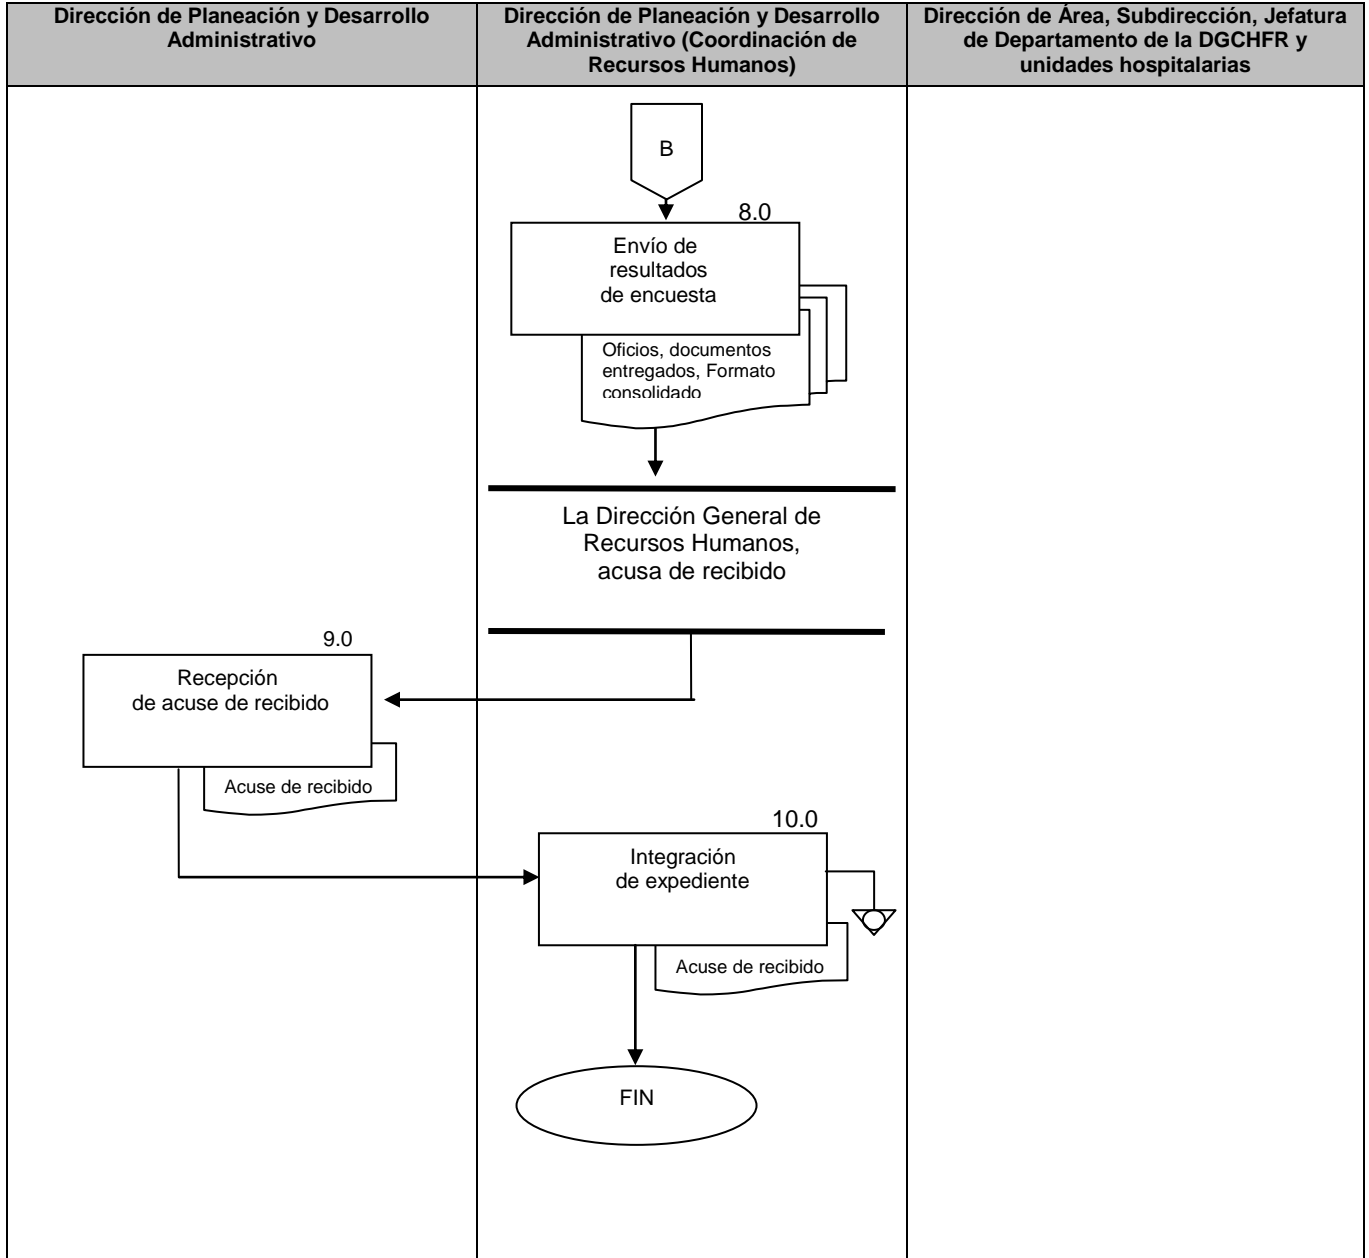 Dirección de Planeación y Desarrollo
Administrativo
Dirección de Planeación y Desarrollo
Administrativo (Coordinación de
Recursos Humanos)
Dirección de Área, Subdirección, Jefatura
de Departamento de la DGCHFR y
unidades hospitalarias
B
8.0
Envío de
resultados
de encuesta
Oficios, documentos
entregados, Formato
consolidado
La Dirección General de
Recursos Humanos,
acusa de recibido
9.0
Recepción
de acuse de recibido
Acuse de recibido
10.0
Integración
de expediente
Acuse de recibido
FIN